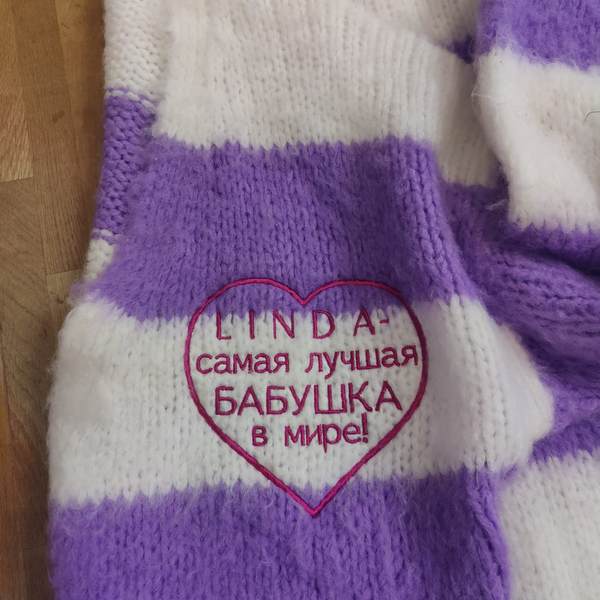 LINDA-
самая лучшая
БАБУШКА
в мире!